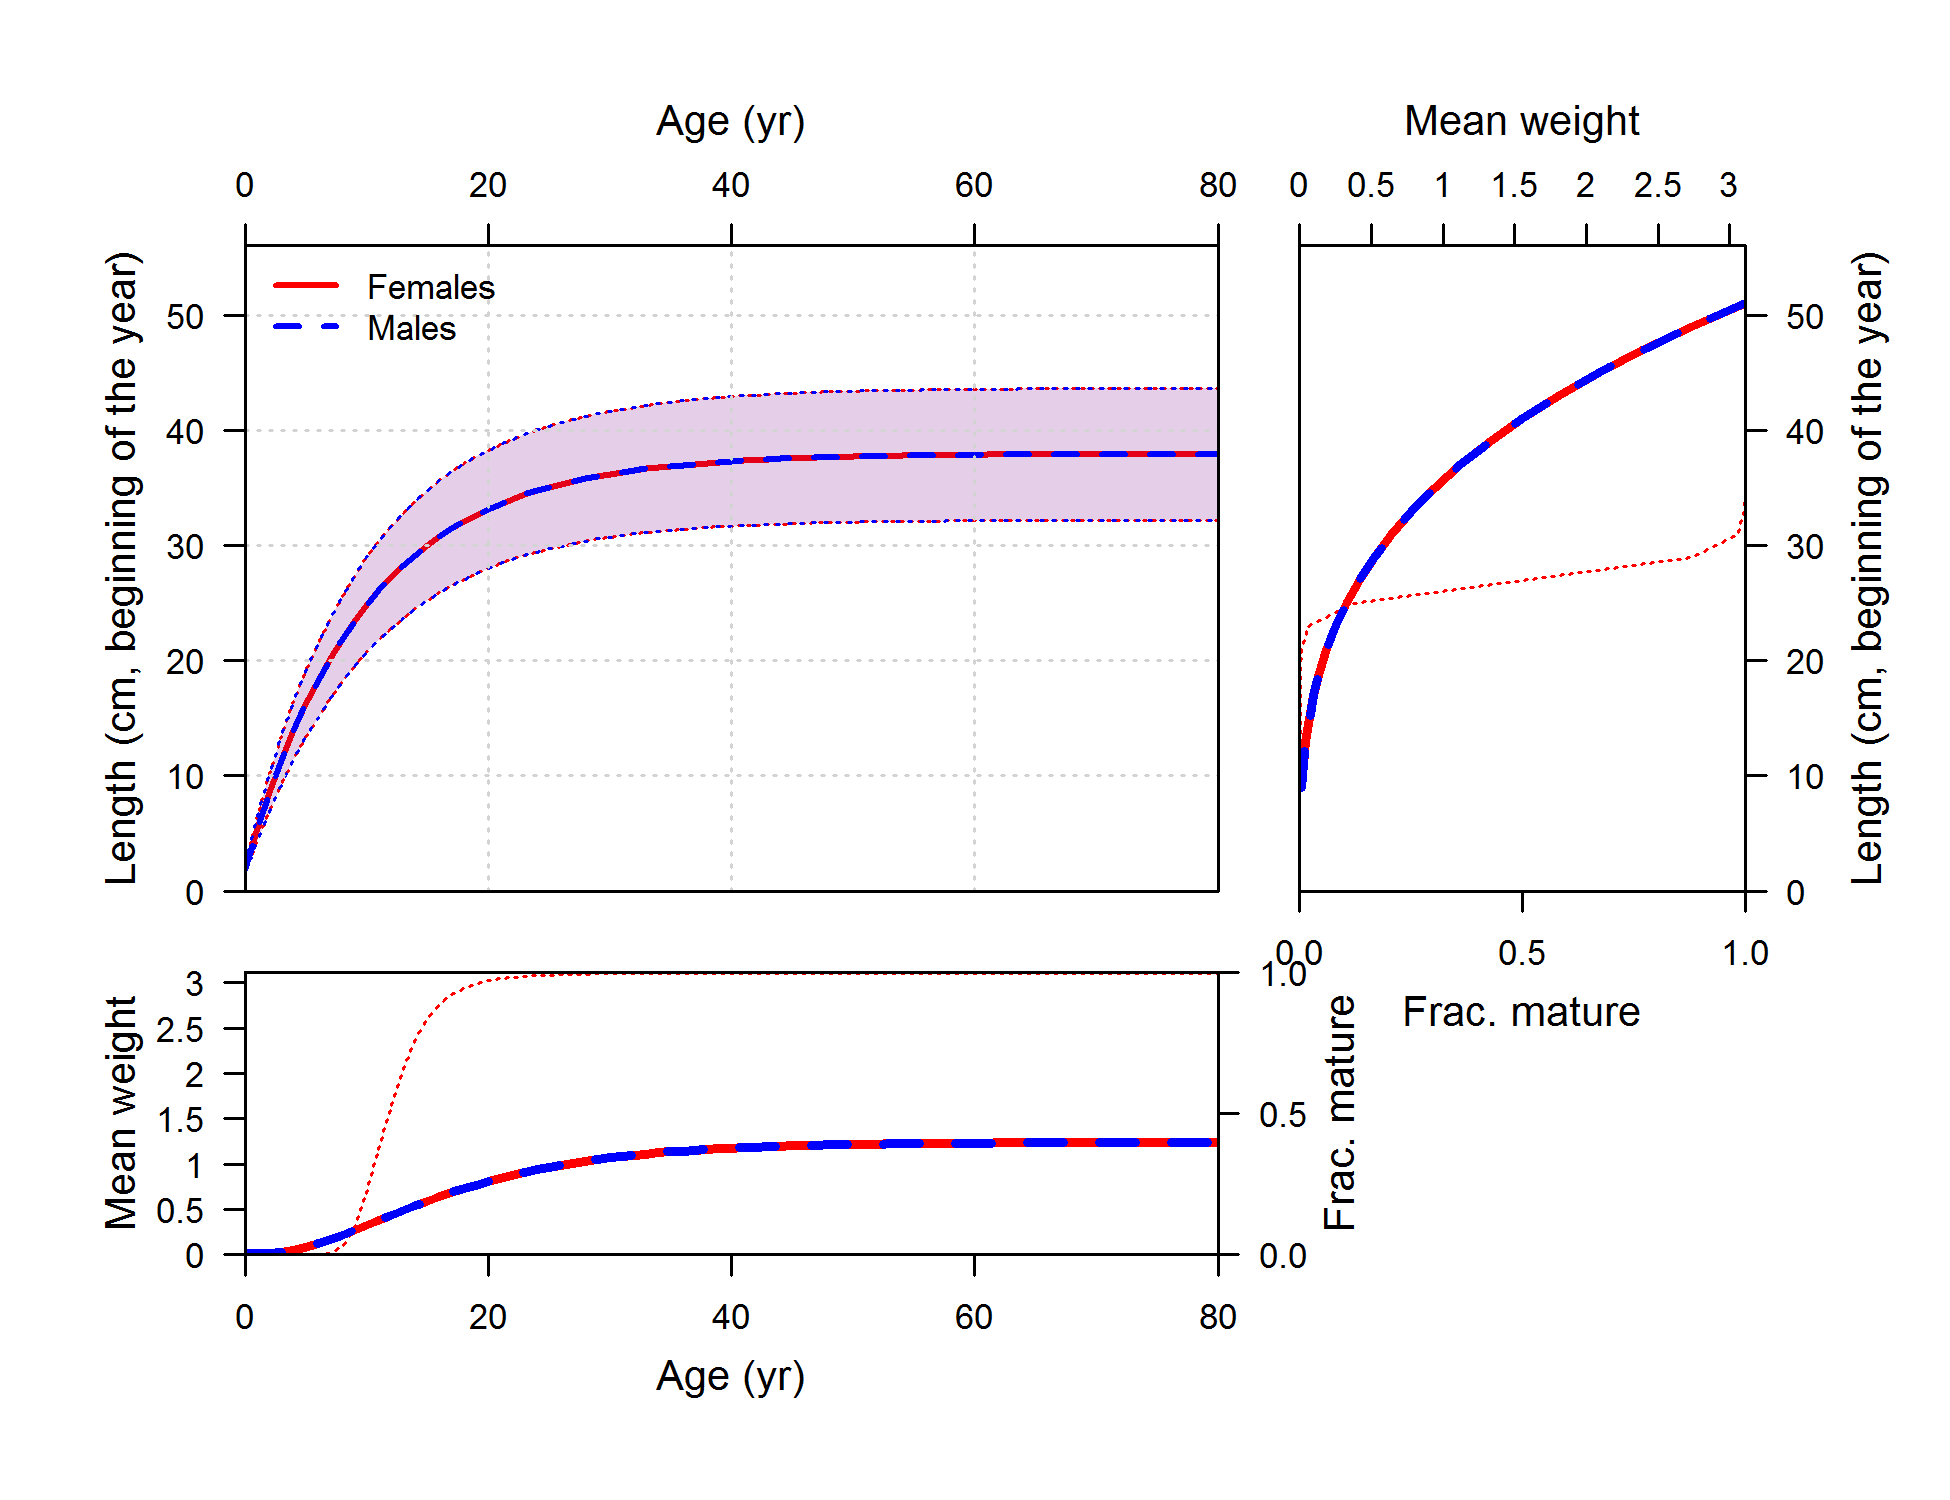 Age (yr)
Mean weight
0 20 40 60 80
0 0.5 1 1.5 2 2.5 3
Length (cm, beginning of the year)
50
40
30
20
10
0
Females
Males
50
40
30
20
10
0
Length (cm, beginning of the year)
0.0 0.5 1.0
Frac. mature
Mean weight
3
2.5
2
1.5
1
0.5
0
1.0
0.5
0.0
Frac. mature
0 20 40 60 80
Age (yr)